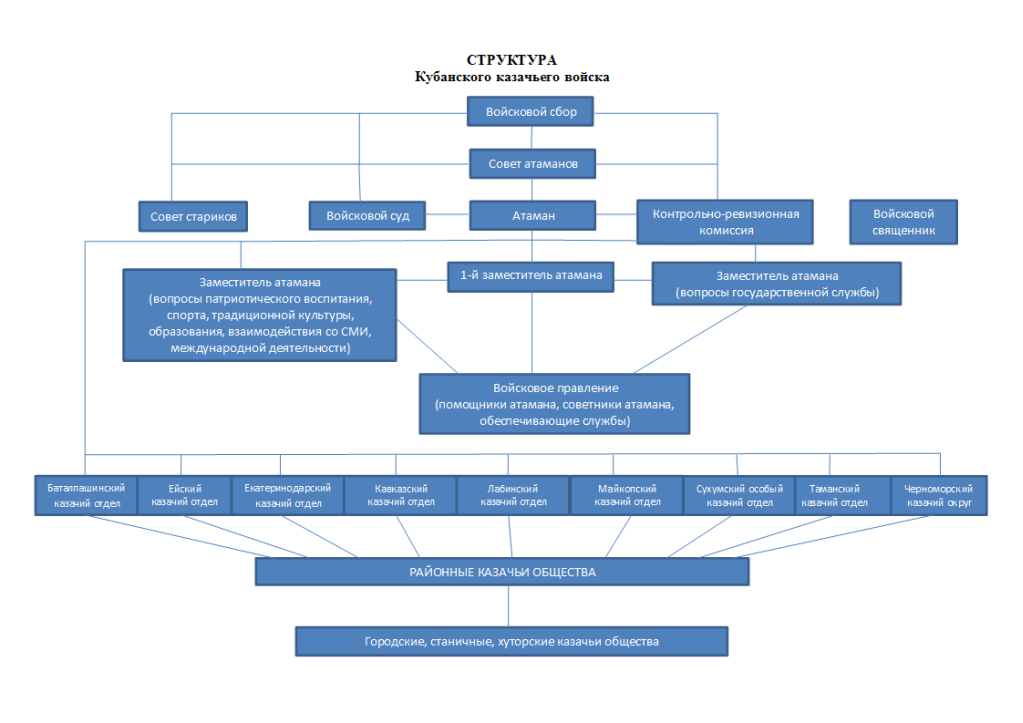 СТРУКТУРА
Кубанского казачьего войска
Войсковой сбор
Совет атаманов
Совет стариков
Войсковой суд
Атаман
Контрольно-ревизионная
комиссия
Войсковой
священник
Заместитель атамана
(вопросы патриотического воспитания,
спорта, традиционной культуры,
образования, взаимодействия со СМИ,
международной деятельности)
1-й заместитель атамана
Заместитель атамана
(вопросы государственной службы)
Войсковое правление
(помощники атамана, советники атамана,
обеспечивающие службы)
Баталпашинский
казачий отдел
Ейский
казачий отдел
Екатеринодарский
казачий отдел
Кавказский
казачий отдел
Лабинский
казачий отдел
Майкопский
казачий отдел
Сухумский особый
казачий отдел
Таманский
казачий отдел
Черноморский
казачий округ
РАЙОННЫЕ КАЗАЧЬИ ОБЩЕСТВА
Городские, станичные, хуторские казачьи общества